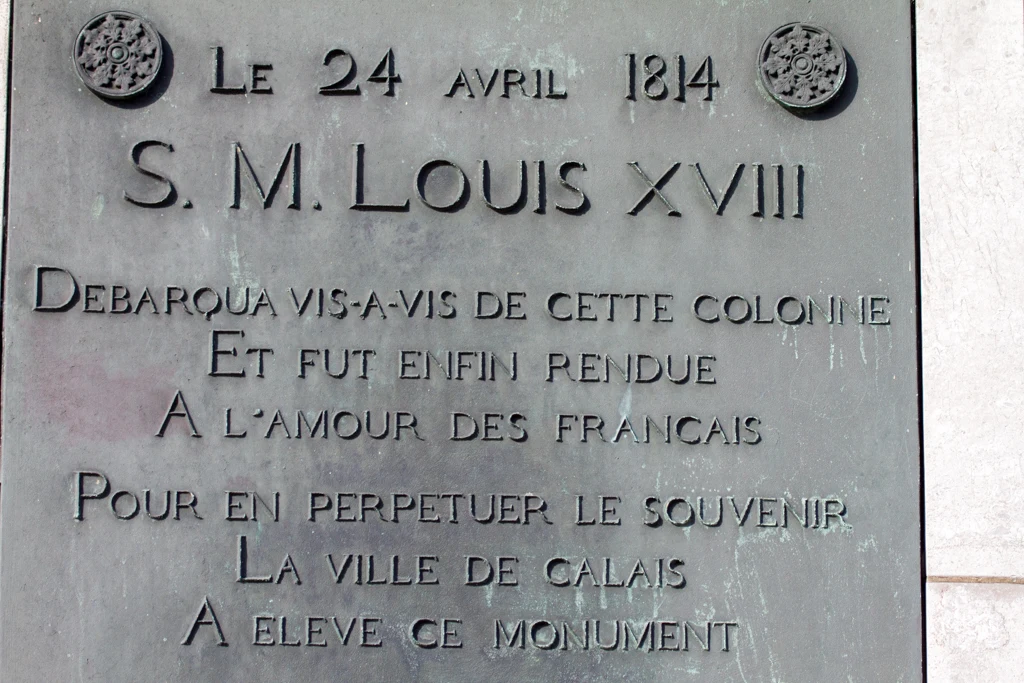 Le 24 avril 1814
S. M. Louis XVIII
Debarqua vis-a-vis de cette colonne
Et fut enfin rendue
A l'amour des Francais
Pour en perpetuer le souvenir
La ville de Calais
A eleve ce monument